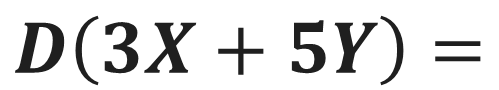 D(3X + 5Y) =